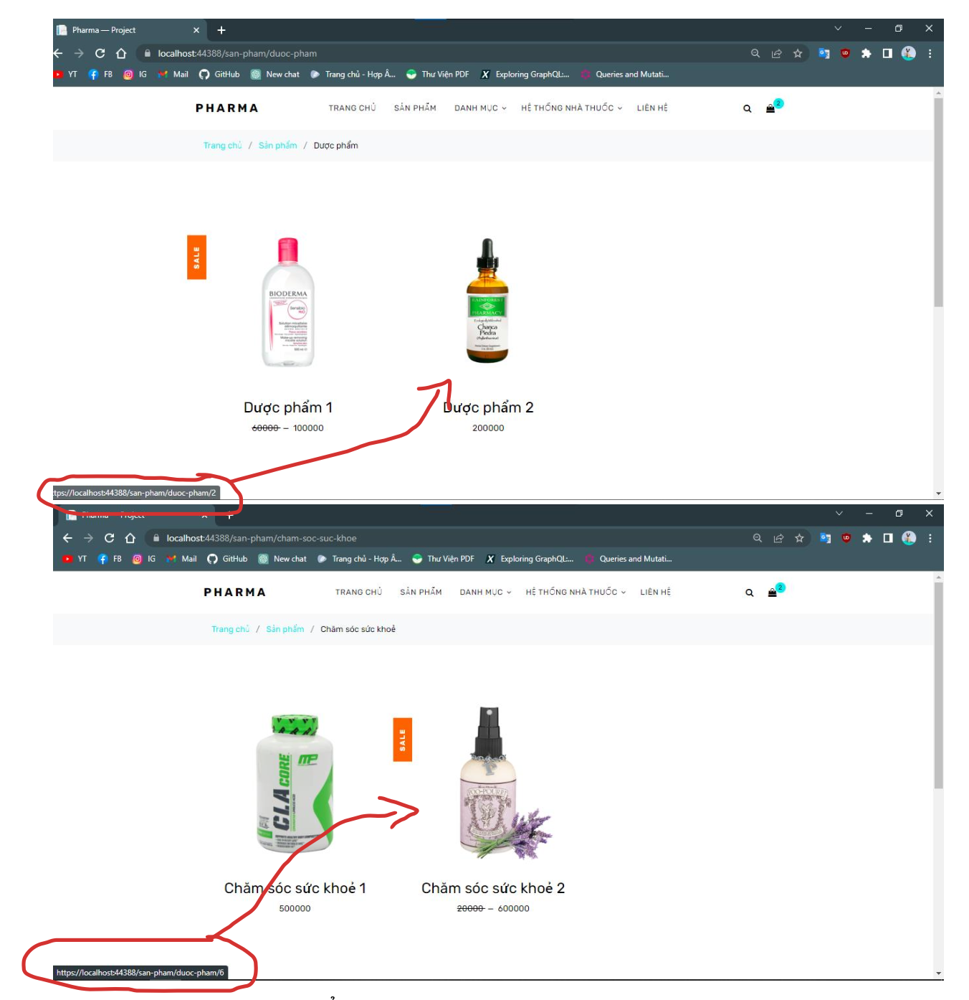 Pharma — Project
localhost:44388/san-pham/duoc-pham
YT FB IG Mail GitHub New chat Trang chủ - Hợp Â... Thư Viện PDF Exploring GraphQL:... Queries and Mutati...
PHARMA TRANG CHỦ SẢN PHẨM DANH MỤC HỆ THỐNG NHÀ THUỐC LIÊN HỆ 2
Trang chủ / Sản phẩm / Dược phẩm
SALE
BIODERMA
Sensibio
H2O
RAINFOREST
PHARMACY
Chanca
Piedra
Dược phẩm 1 Dược phẩm 2
60000 – 100000 200000
tps://localhost:44388/san-pham/duoc-pham/2
Pharma — Project
localhost:44388/san-pham/cham-soc-suc-khoe
YT FB IG Mail GitHub New chat Trang chủ - Hợp Â... Thư Viện PDF Exploring GraphQL:... Queries and Mutati...
PHARMA TRANG CHỦ SẢN PHẨM DANH MỤC HỆ THỐNG NHÀ THUỐC LIÊN HỆ 2
Trang chủ / Sản phẩm / Chăm sóc sức khoẻ
SALE
MP
CLA CORE
POO-POURRI
Chăm sóc sức khoẻ 1 Chăm sóc sức khoẻ 2
500000 20000 – 600000
https://localhost:44388/san-pham/duoc-pham/6